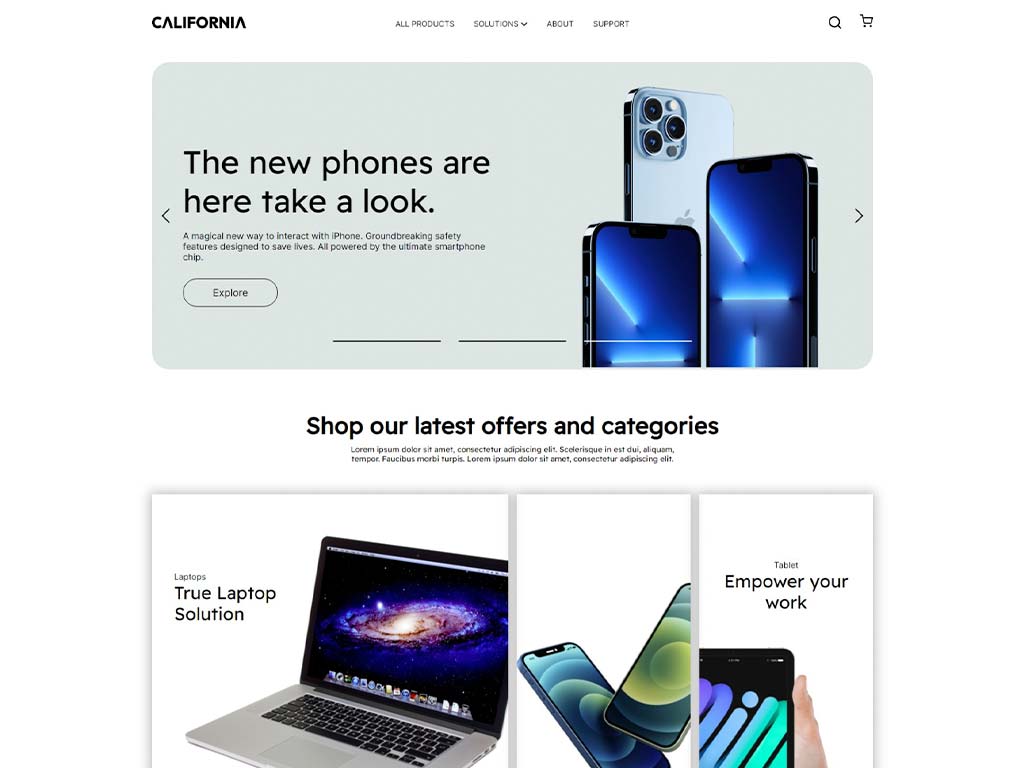 CALIFORNIA
ALL PRODUCTS SOLUTIONS ABOUT SUPPORT
The new phones are
here take a look.
A magical new way to interact with iPhone. Groundbreaking safety
features designed to save lives. All powered by the ultimate smartphone
chip.
Explore
Shop our latest offers and categories
Lorem ipsum dolor sit amet, consectetur adipiscing elit. Scelerisque in est dui, aliquam,
tempor. Faucibus morbi turpis. Lorem ipsum dolor sit amet, consectetur adipiscing elit.
Laptops
True Laptop
Solution
Tablet
Empower your
work